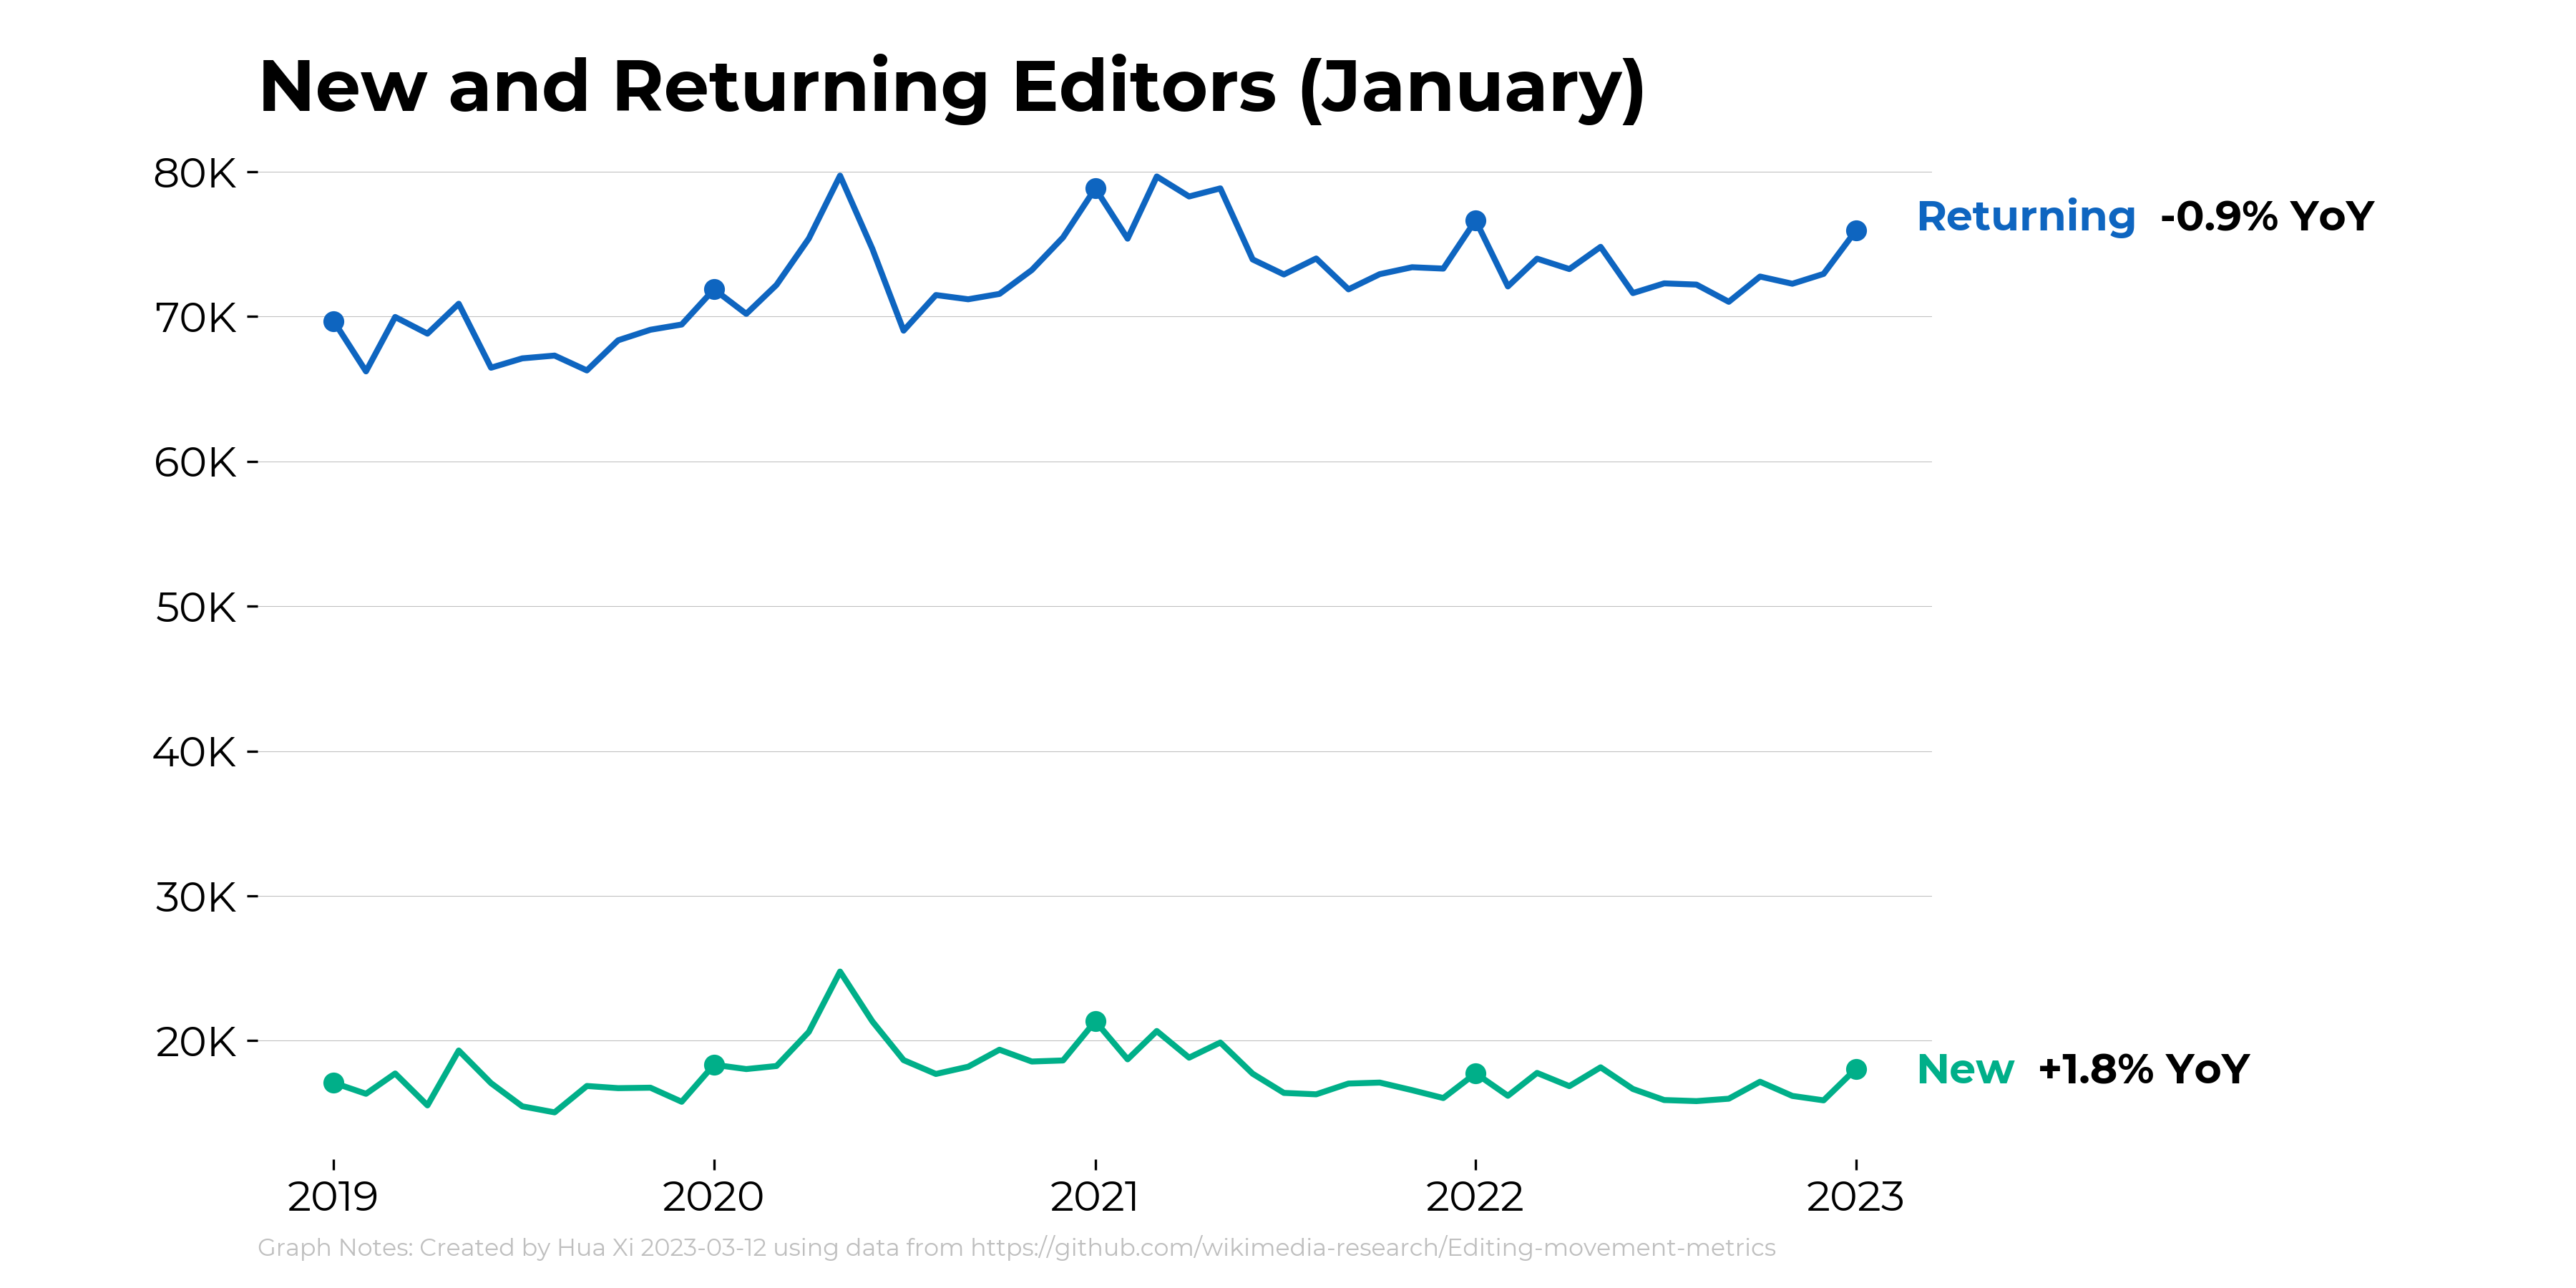 New and Returning Editors (January)
80K
Returning -0.9% YoY
70K
60K
50K
40K
30K
20K
New +1.8% YoY
2019 2020 2021 2022 2023
Graph Notes: Created by Hua Xi 2023-03-12 using data from https://github.com/wikimedia-research/Editing-movement-metrics